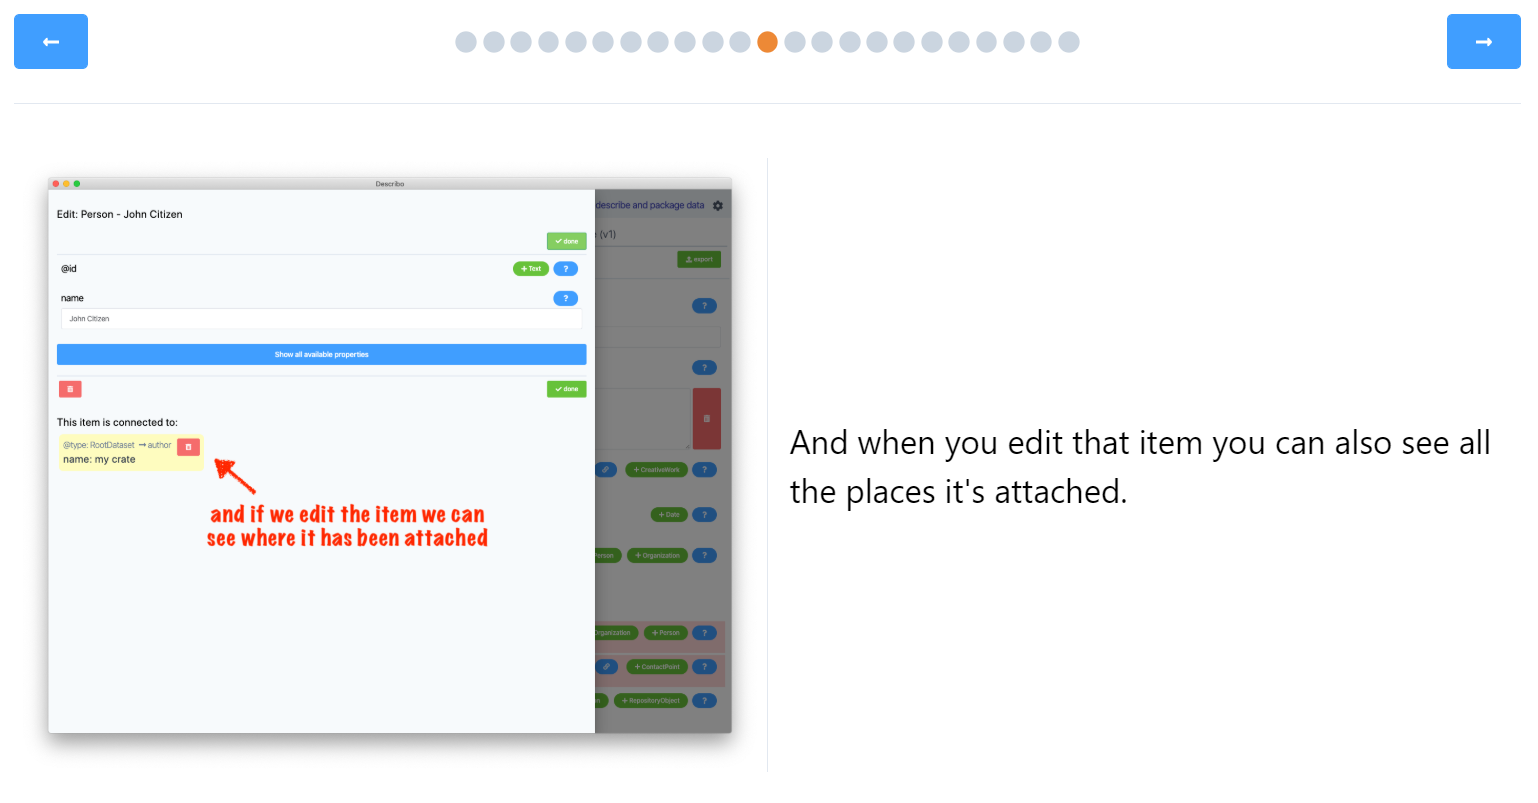 Describo
Edit: Person - John Citizen
done
@id
+ Text
?
name
?
John Citizen
Show all available properties
done
This item is connected to:
@type: RootDataset → author
name: my crate
and if we edit the item we can
see where it has been attached
describe and package data
(v1)
export
?
?
+ CreativeWork
?
+ Date
?
Person
+ Organization
?
Organization
+ Person
?
+ ContactPoint
?
+ RepositoryObject
?
And when you edit that item you can also see all
the places it's attached.